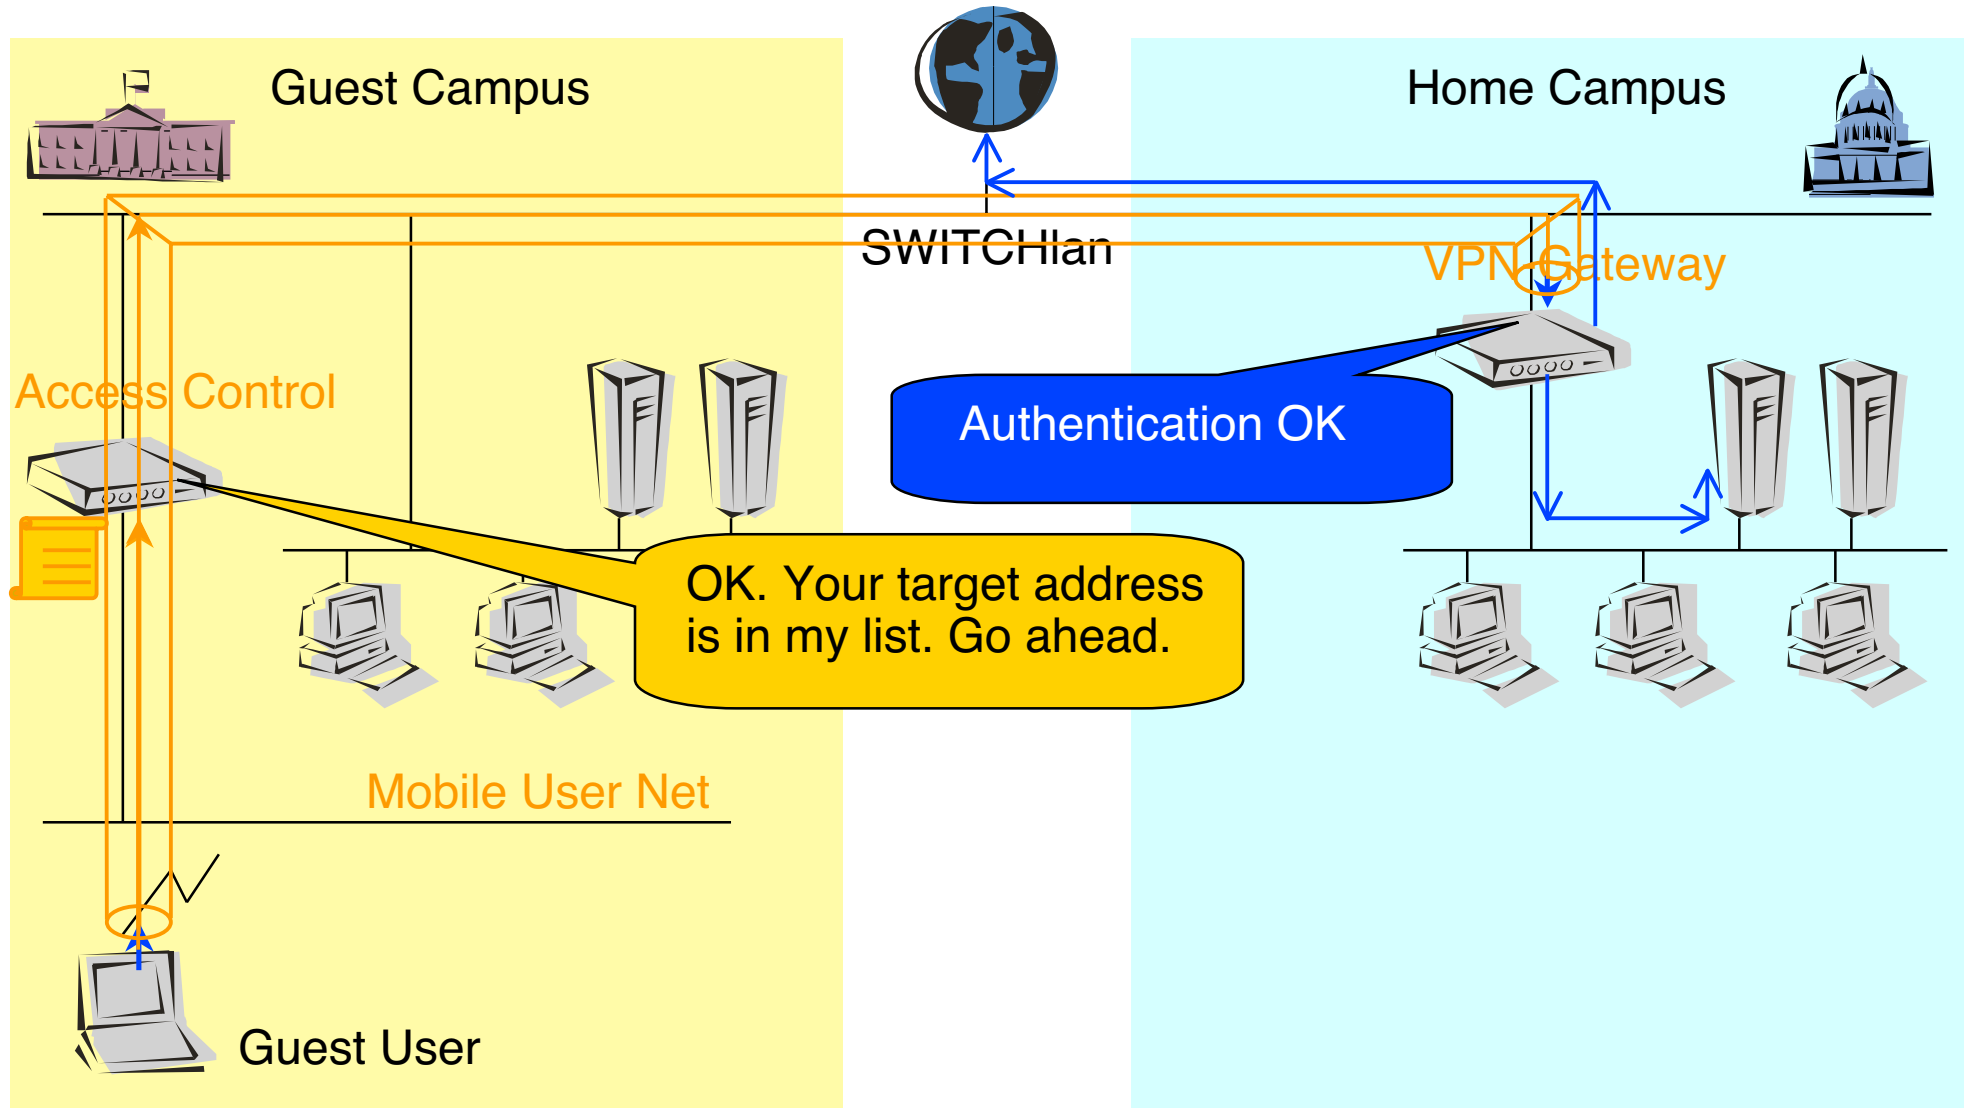 Guest Campus
Home Campus
SWITCHlan
VPN-Gateway
Access Control
Authentication OK
OK. Your target address
is in my list. Go ahead.
Mobile User Net
Guest User